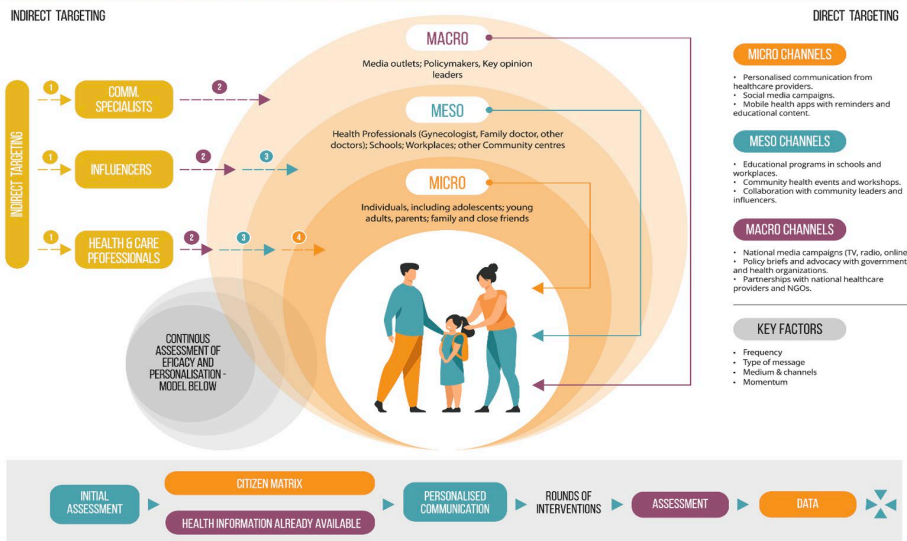 INDIRECT TARGETING
DIRECT TARGETING
INDIRECT TARGETING
1
COMM.
SPECIALISTS
2
1
INFLUENCERS
2
3
1
HEALTH & CARE
PFOFESSIONALS
2
3
4
MACRO
Media outlets; Policymakers, Key opinion
leaders
MESO
Health Professionals (Gynecologist, Family doctor, other
doctors); Schools; Workplaces; other Community centres
MICRO
Individuals, including adolescents; young
adults, parents; family and close friends
CONTINOUS
ASSESSMENT OF
EFICACY AND
PERSONALISATION -
MODEL BELOW
MICRO CHANNELS
• Personalised communication from
healthcare providers.
• Social media campaigns.
• Mobile health apps with reminders and
educational content.
MESO CHANNELS
• Educational programs in schools and
workplaces.
• Community health events and workshops.
• Collaboration with community leaders and
influencers.
MACRO CHANNELS
• National media campaigns (TV, radio, online
• Policy briefs and advocacy with government
and health organizations.
• Partnerships with national healthcare
providers and NGOs.
KEY FACTORS
• Frequency
• Type of message
• Medium & channels
• Momentum
INITIAL
ASSESSMENT
CITIZEN MATRIX
HEALTH INFORMATION ALREADY AVAILABLE
PERSONALISED
COMMUNICATION
ROUNDS OF
INTERVENTIONS
ASSESSMENT
DATA